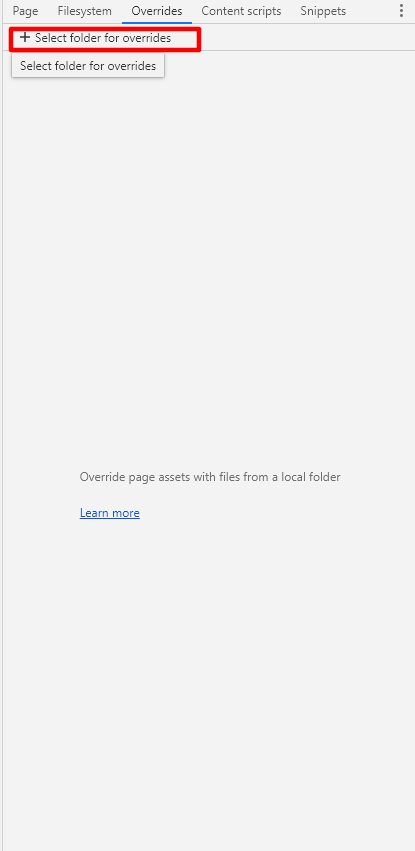 Page Filesystem Overrides Content scripts Snippets
+ Select folder for overrides
Select folder for overrides
Override page assets with files from a local folder
Learn more